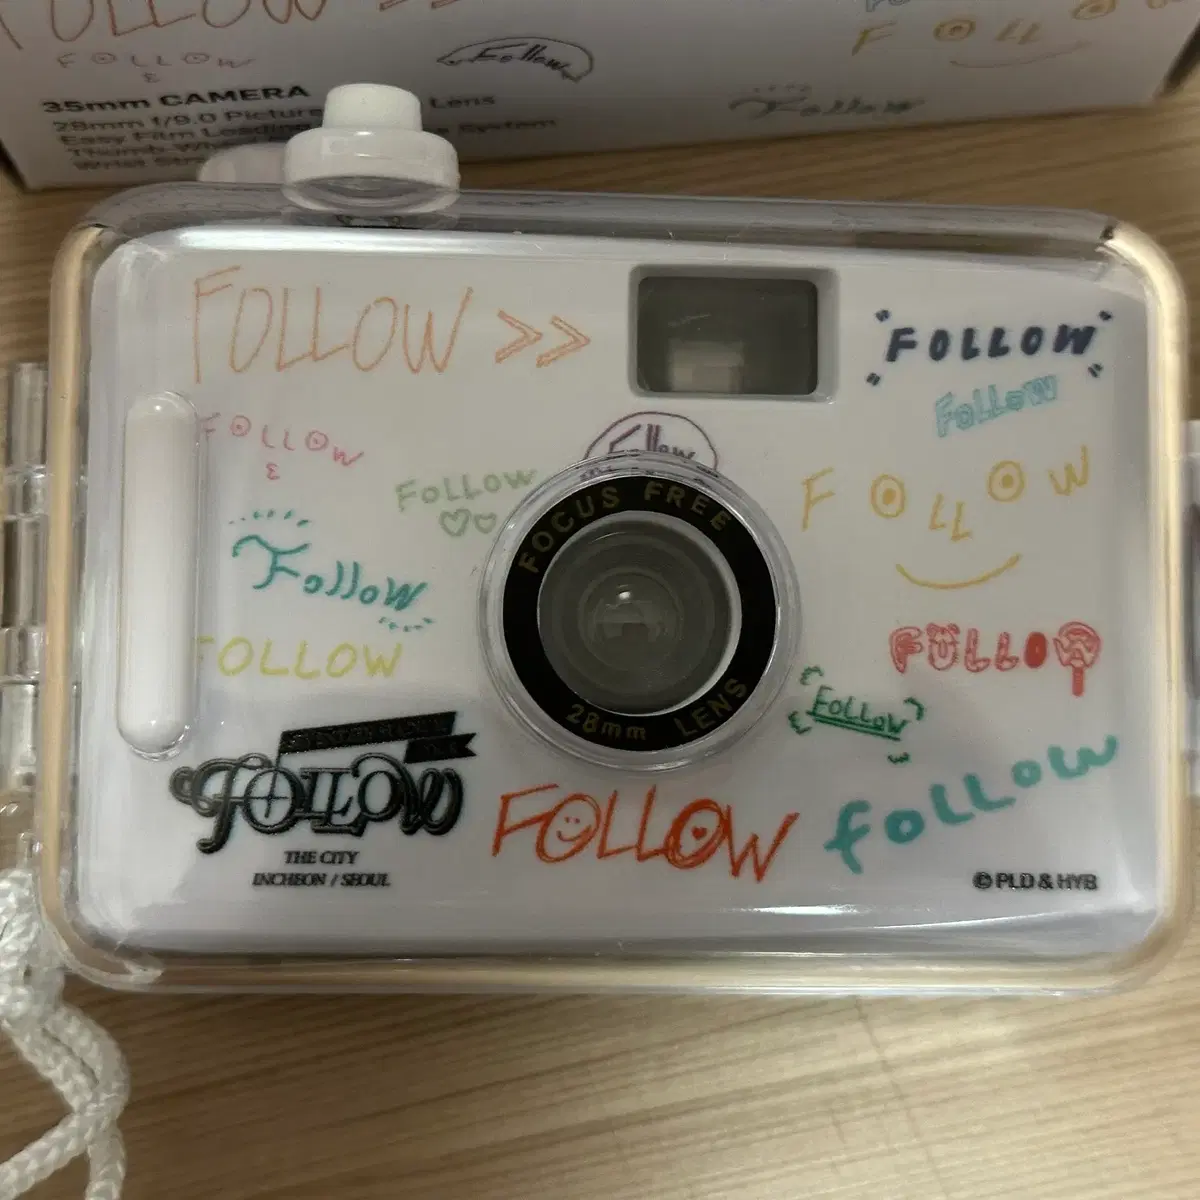 FOLLOW >>
FOLLOW
Follow
FOLLOW
35mm CAMERA
Lens
28mm f/9.0 Picture
Easy Film Loading
System
Wrist
Follow
FOLLOW >>
"FOLLOW"
FOLLOW
FOLLOW
Follow
FOLLOW
FOLLOW
FOCUS FREE
28mm LENS
Follow
FOLLOW
FOLLOW
FOLLOW
FOLLOW
THE CITY
INCHEON / SEOUL
FOLLOW
FOLLOW
© PLD & HYB